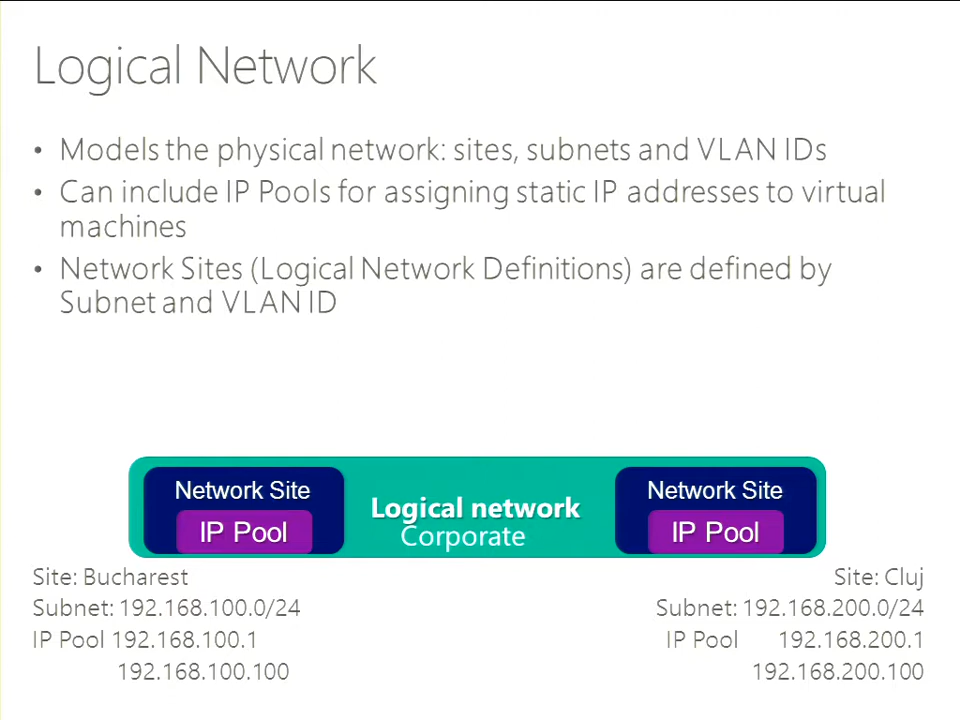 Logical Network
• Models the physical network: sites, subnets and VLAN IDs
• Can include IP Pools for assigning static IP addresses to virtual
machines
• Network Sites (Logical Network Definitions) are defined by
Subnet and VLAN ID
Network Site
IP Pool
Logical network
Corporate
Network Site
IP Pool
Site: Bucharest
Subnet: 192.168.100.0/24
IP Pool 192.168.100.1
192.168.100.100
Site: Cluj
Subnet: 192.168.200.0/24
IP Pool 192.168.200.1
192.168.200.100